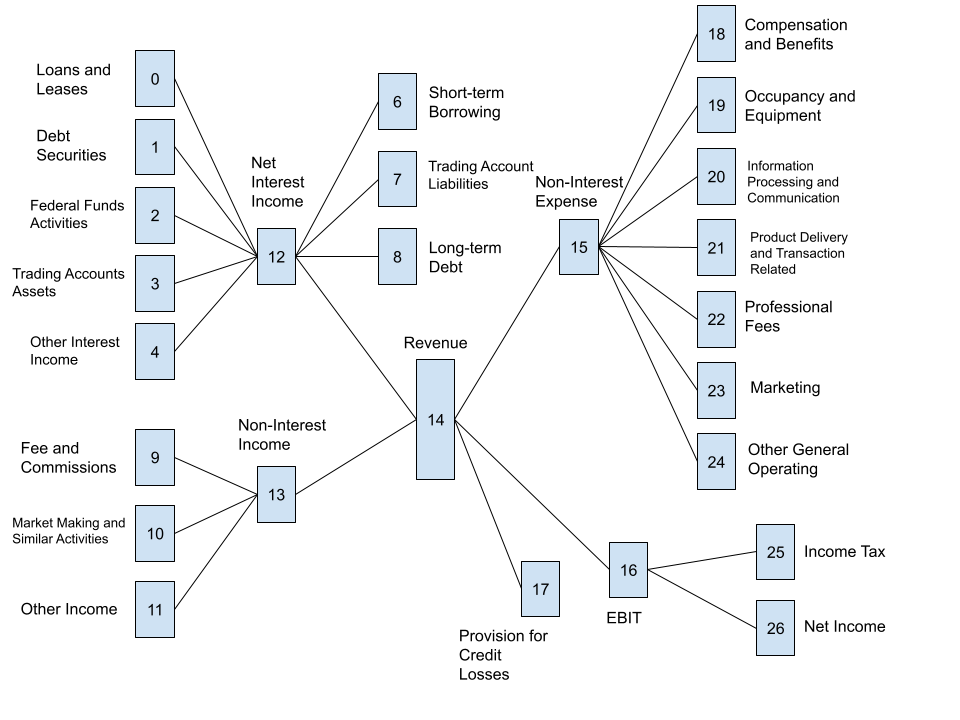 Loans and
Leases
0
Debt
Securities
1
Federal Funds
Activities
2
Trading Accounts
Assets
3
Other Interest
Income
4
Net
Interest
Income
12
6
Short-term
Borrowing
7
Trading Account
Liabilities
8
Long-term
Debt
Fee and
Commissions
9
Market Making and
Similar Activities
10
Other Income
11
Non-Interest
Income
13
Revenue
14
Non-Interest
Expense
15
18
Compensation
and Benefits
19
Occupancy and
Equipment
20
Information
Processing and
Communication
21
Product Delivery
and Transaction
Related
22
Professional
Fees
23
Marketing
24
Other General
Operating
17
Provision for
Credit
Losses
16
EBIT
25
Income Tax
26
Net Income